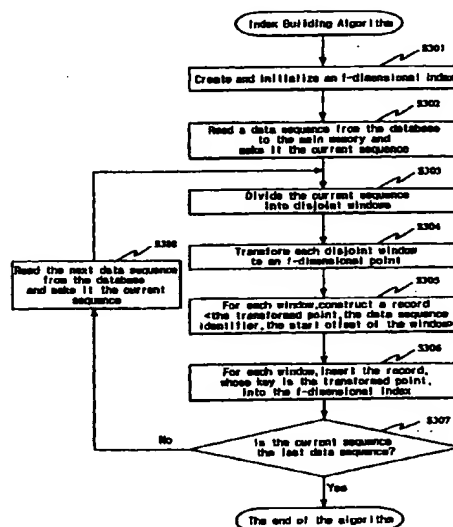 Index Building Algorithm
S301
Create and initialize an f-dimensional index
S302
Read a data sequence from the database
to the main memory and
make it the current sequence
S303
Divide the current sequence
into disjoint windows
S304
Transform each disjoint window
to an f-dimensional point
S308
Read the next data sequence
from the database
and make it the current
sequence
S305
For each window,construct a record
<the transformed point,the data sequence
identifier,the start offset of the window>
S306
For each window,insert the record,
whose key is the transformed point,
into the f-dimensional index
S307
No
Is the current sequence
the last data sequence?
Yes
The end of the algorithm